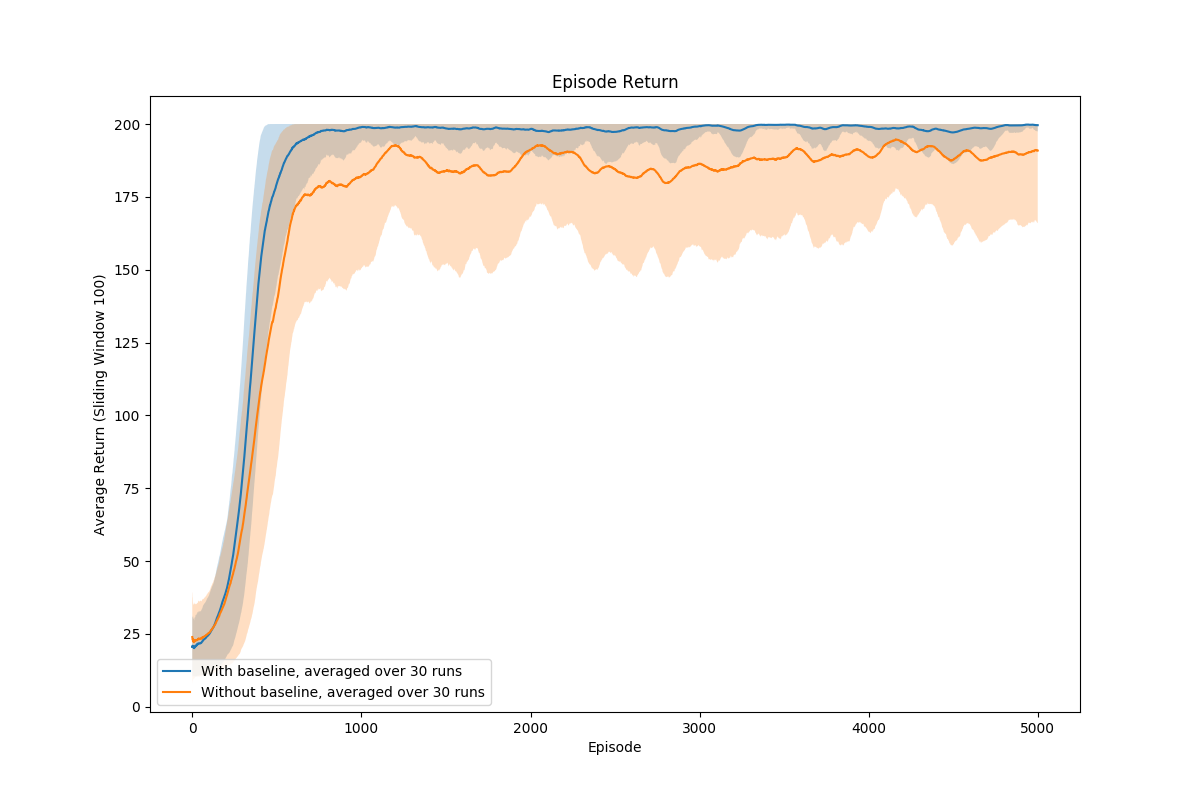 Episode Return
Average Return (Sliding Window 100)
200
175
150
125
100
75
50
25
0
With baseline, averaged over 30 runs
Without baseline, averaged over 30 runs
0 1000 2000 3000 4000 5000
Episode